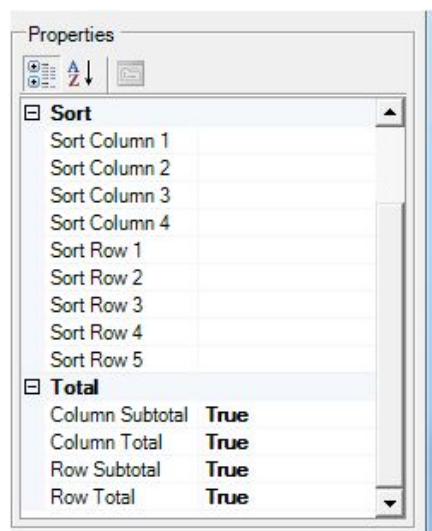 Properties
A
Z
Sort
Sort Column 1
Sort Column 2
Sort Column 3
Sort Column 4
Sort Row 1
Sort Row 2
Sort Row 3
Sort Row 4
Sort Row 5
Total
Column Subtotal True
Column Total True
Row Subtotal True
Row Total True